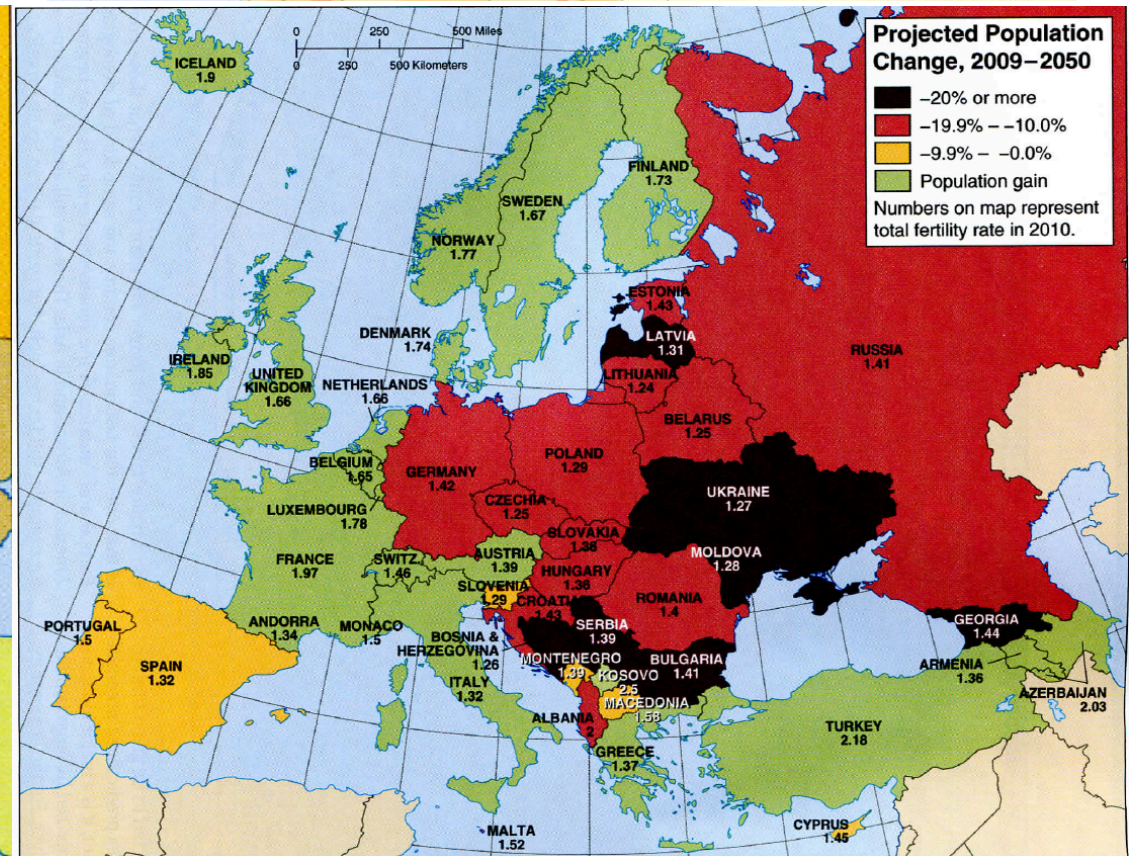 Projected Population
Change, 2009–2050
–20% or more
–19.9% – –10.0%
–9.9% – –0.0%
Population gain
Numbers on map represent
total fertility rate in 2010.
0 250 500 Miles
0 250 500 Kilometers
ICELAND
1.9
FINLAND
1.73
SWEDEN
1.67
NORWAY
1.77
ESTONIA
1.43
DENMARK
1.74
LATVIA
1.31
RUSSIA
1.41
IRELAND
1.85
UNITED
KINGDOM
1.66
NETHERLANDS
1.66
LITHUANIA
1.24
BELARUS
1.25
BELGIUM
1.65
GERMANY
1.42
POLAND
1.29
UKRAINE
1.27
LUXEMBOURG
1.78
CZECHIA
1.25
SLOVAKIA
1.36
MOLDOVA
1.28
FRANCE
1.97
SWITZ.
1.46
AUSTRIA
1.39
HUNGARY
1.36
SLOVENIA
1.29
CROATIA
1.43
ROMANIA
1.4
PORTUGAL
1.5
SPAIN
1.32
ANDORRA
1.34
MONACO
1.5
BOSNIA &
HERZEGOVINA
1.26
SERBIA
1.39
GEORGIA
1.44
ITALY
1.32
MONTENEGRO
1.39
KOSOVO
2.5
BULGARIA
1.41
ARMENIA
1.36
MACEDONIA
1.58
AZERBAIJAN
2.03
ALBANIA
2
TURKEY
2.18
GREECE
1.37
MALTA
1.52
CYPRUS
1.45